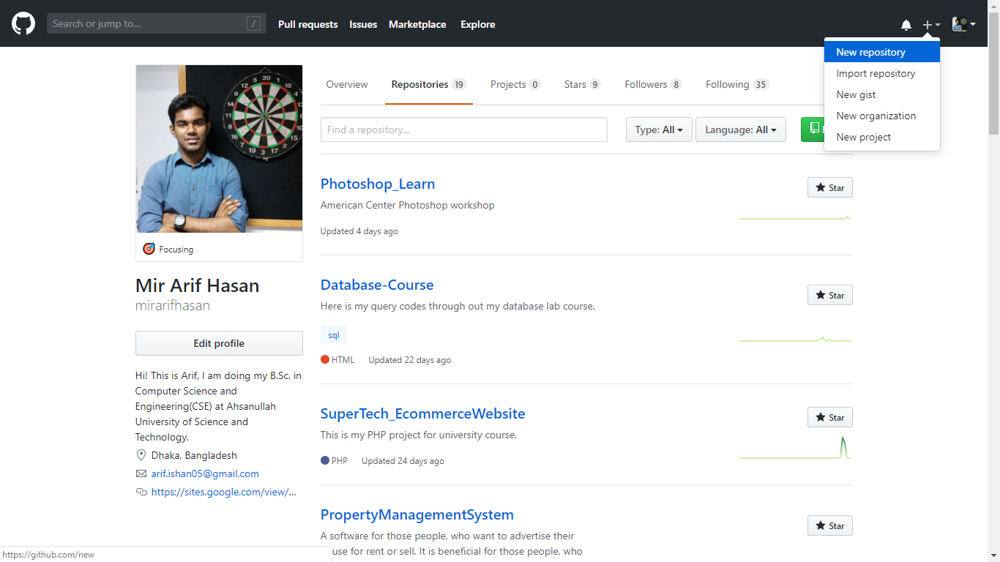 Search or jump to...
/
Pull requests
Issues
Marketplace
Explore
New repository
Import repository
New gist
New organization
New project
Overview
Repositories 19
Projects 0
Stars 9
Followers 8
Following 35
Find a repository...
Type: All
Language: All
Focusing
Mir Arif Hasan
mirarifhasan
Edit profile
Hi! This is Arif, I am doing my B.Sc. in
Computer Science and
Engineering(CSE) at Ahsanullah
University of Science and
Technology.
Dhaka, Bangladesh
arif.ishan05@gmail.com
https://sites.google.com/view/...
Photoshop_Learn
Star
American Center Photoshop workshop
Updated 4 days ago
Database-Course
Star
Here is my query codes through out my database lab course.
sql
HTML Updated 22 days ago
SuperTech_EcommerceWebsite
Star
This is my PHP project for university course.
PHP Updated 24 days ago
PropertyManagementSystem
Star
A software for those people, who want to advertise their
use for rent or sell. It is beneficial for those people, who
https://github.com/new